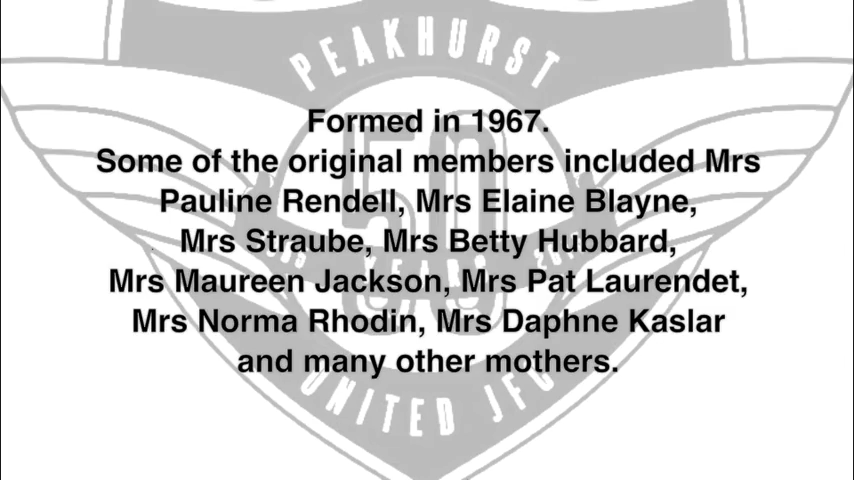 PEAKHURST
Formed in 1967.
Some of the original members included Mrs
Pauline Rendell, Mrs Elaine Blayne,
Mrs Straube, Mrs Betty Hubbard,
Mrs Maureen Jackson, Mrs Pat Laurendet,
Mrs Norma Rhodin, Mrs Daphne Kaslar
and many other mothers.
50
YEARS
UNITED JFC